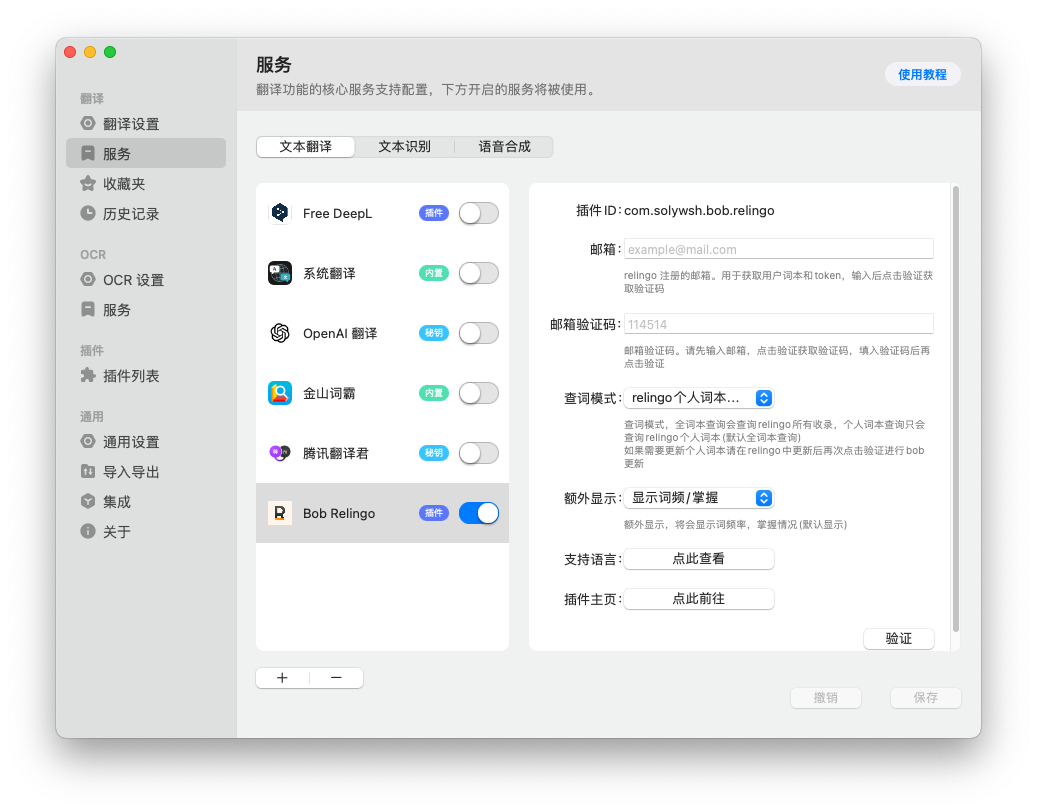 服务
翻译功能的核心服务支持配置，下方开启的服务将被使用。
使用教程
翻译
翻译设置
服务
收藏夹
历史记录
OCR
OCR 设置
服务
插件
插件列表
通用
通用设置
导入导出
集成
关于
文本翻译
文本识别
语音合成
Free DeepL
插件
系统翻译
内置
OpenAI 翻译
秘钥
金山词霸
内置
腾讯翻译君
秘钥
Bob Relingo
插件
插件 ID：com.solywsh.bob.relingo
邮箱：
example@mail.com
relingo 注册的邮箱。用于获取用户词本和token，输入后点击验证获
取验证码
邮箱验证码：
114514
邮箱验证码。请先输入邮箱，点击验证获取验证码，填入验证码后再
点击验证
查词模式：
relingo个人词本...
查词模式，全词本查询会查询relingo所有收录，个人词本查询只会
查询relingo个人词本(默认全词本查询)
如果需要更新个人词本请在relingo中更新后再次点击验证进行bob
更新
额外显示：
显示词频/掌握
额外显示，将会显示词频率，掌握情况(默认显示)
支持语言：
点此查看
插件主页：
点此前往
验证
+
−
撤销
保存